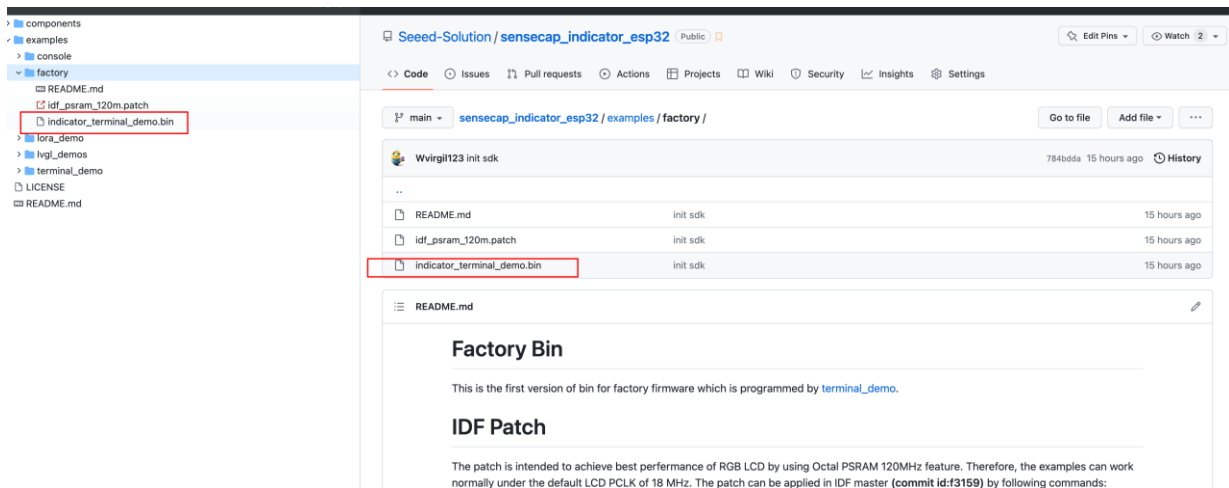 components
examples
console
factory
README.md
idf_psram_120m.patch
indicator_terminal_demo.bin
lora_demo
lvgl_demos
terminal_demo
LICENSE
README.md
Seeed-Solution / sensecap_indicator_esp32 Public
Edit Pins
Watch 2
Code Issues Pull requests Actions Projects Wiki Security Insights Settings
main sensecap_indicator_esp32 / examples / factory /
Go to file Add file ...
Wvirgil123 init sdk 784bdda 15 hours ago History
..
README.md init sdk 15 hours ago
idf_psram_120m.patch init sdk 15 hours ago
indicator_terminal_demo.bin init sdk 15 hours ago
README.md
Factory Bin
This is the first version of bin for factory firmware which is programmed by terminal_demo.
IDF Patch
The patch is intended to achieve best perfermance of RGB LCD by using Octal PSRAM 120MHz feature. Therefore, the examples can work
normally under the default LCD PCLK of 18 MHz. The patch can be applied in IDF master (commit id:f3159) by following commands: